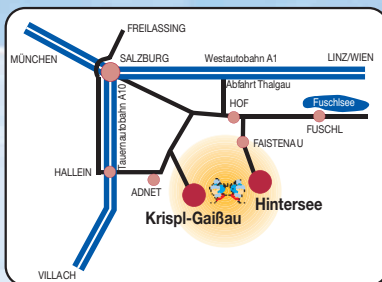 FREILASSING
MÜNCHEN
SALZBURG
Westautobahn A1
LINZ/WIEN
Abfahrt Thalgau
Tauernautobahn A10
Fuschlsee
HOF
FUSCHL
FAISTENAU
HALLEIN
ADNET
Hintersee
Krispl-Gaißau
VILLACH